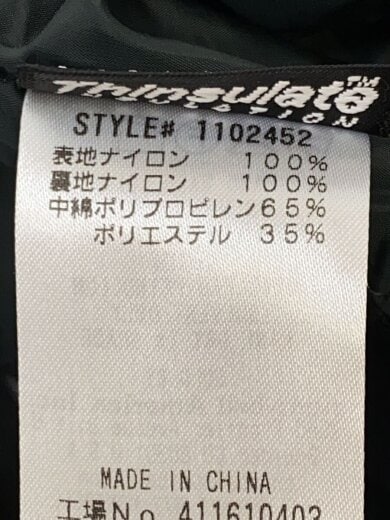 Thinsulate™
INSULATION
STYLE# 1102452
表地ナイロン 100%
裏地ナイロン 100%
中綿ポリプロピレン65%
ポリエステル 35%
MADE IN CHINA
工場No 411610402